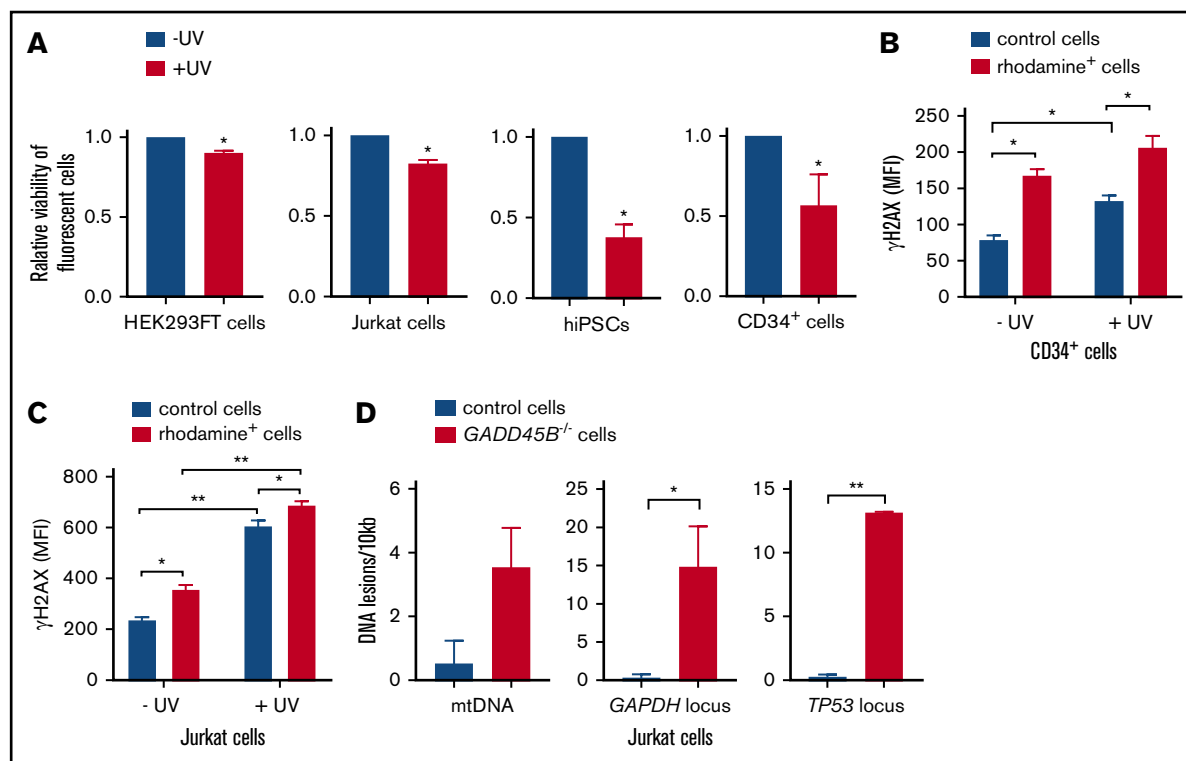 A
-UV
+UV
Ralative viability of
fluorescent cells
1.0
0.5
0.0
HEK293FT cells
1.0
0.5
0.0
Jurkat cells
1.0
0.5
0
hiPSCs
1.0
0.5
0.0
CD34+ cells
*
*
*
*
B
control cells
rhodamine+ cells
γH2AX (MFI)
250
200
150
100
50
0
*
*
*
- UV
+ UV
CD34+ cells
C
control cells
rhodamine+ cells
γH2AX (MFI)
800
600
400
200
0
**
**
*
*
- UV
+ UV
Jurkat cells
D
control cells
GADD45B-/- cells
DNA lesions/10kb
6
4
2
0
mtDNA
25
20
15
10
5
0
*
GAPDH locus
15
10
5
0
**
TP53 locus
Jurkat cells